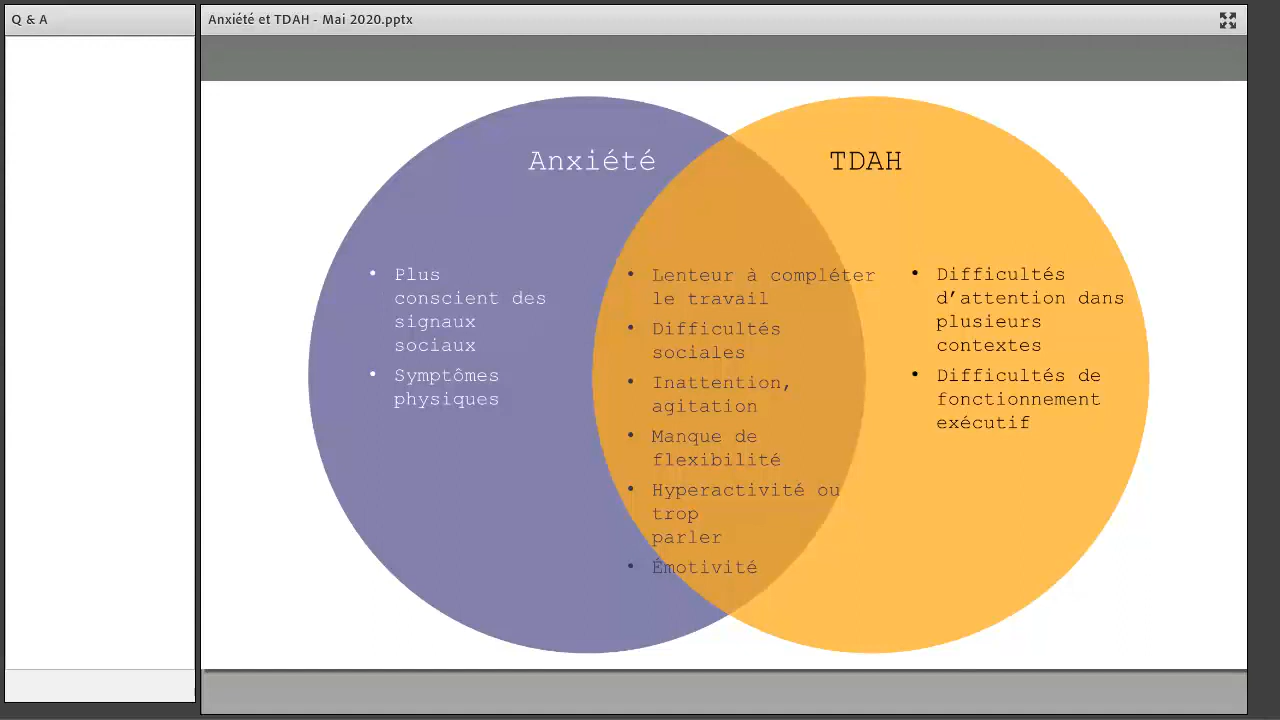 Q & A
Anxiété et TDAH - Mai 2020.pptx
Anxiété
• Plus
conscient des
signaux
sociaux
• Symptômes
physiques
• Lenteur à compléter
le travail
• Difficultés
sociales
• Inattention,
agitation
• Manque de
flexibilité
• Hyperactivité ou
trop
parler
• Émotivité
TDAH
• Difficultés
d’attention dans
plusieurs
contextes
• Difficultés de
fonctionnement
exécutif